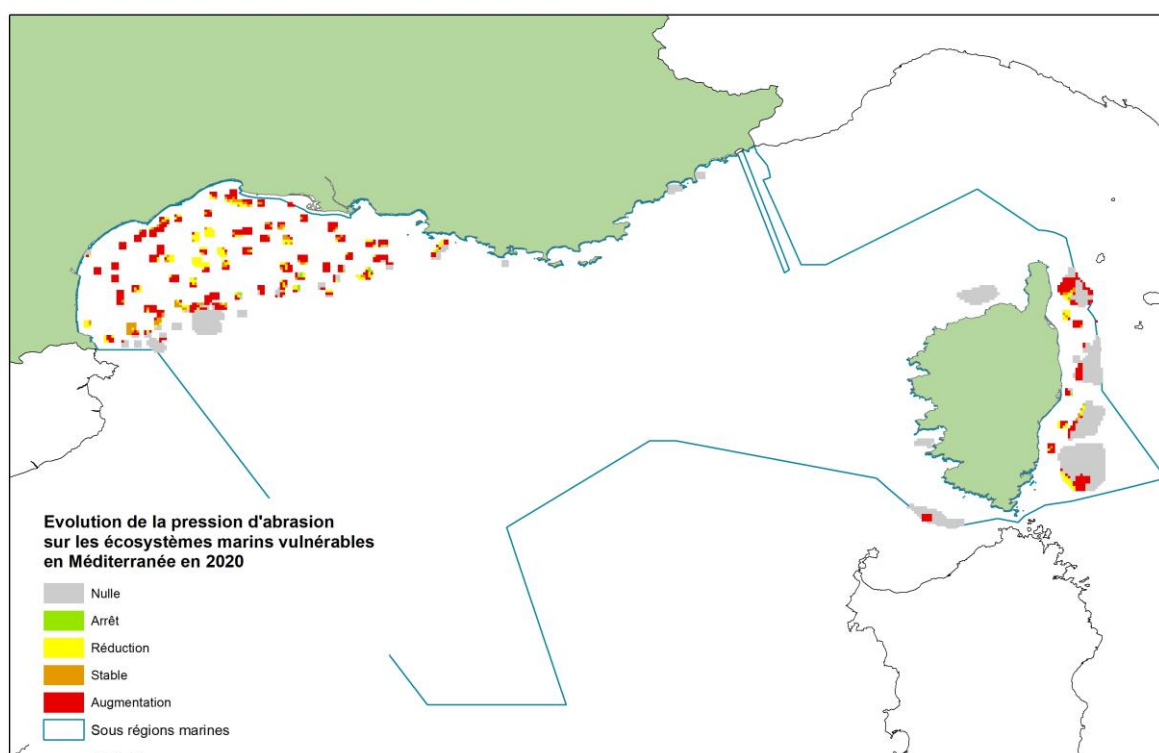 Evolution de la pression d'abrasion
sur les écosystèmes marins vulnérables
en Méditerranée en 2020
Nulle
Arrêt
Réduction
Stable
Augmentation
Sous régions marines